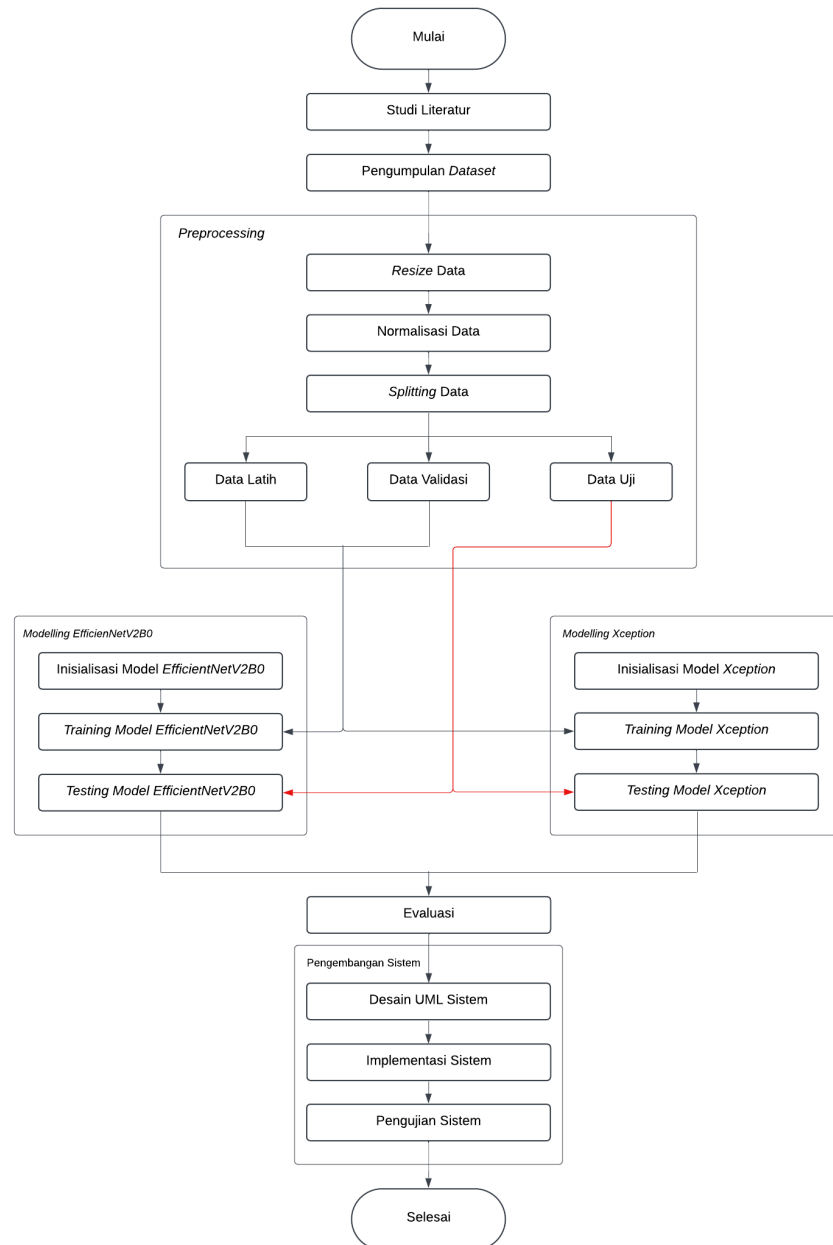 Mulai
Studi Literatur
Pengumpulan Dataset
Preprocessing
Resize Data
Normalisasi Data
Splitting Data
Data Latih
Data Validasi
Data Uji
Modelling EfficienNetV2B0
Inisialisasi Model EfficientNetV2B0
Training Model EfficientNetV2B0
Testing Model EfficientNetV2B0
Modelling Xception
Inisialisasi Model Xception
Training Model Xception
Testing Model Xception
Evaluasi
Pengembangan Sistem
Desain UML Sistem
Implementasi Sistem
Pengujian Sistem
Selesai